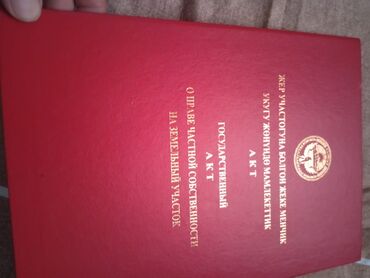 ЖЕР УЧАСТОГУНА БОЛГОН ЖЕКЕ МЕНЧИК
УКУГУ ЖӨНҮНДӨ МАМЛЕКЕТТИК
АКТ
ГОСУДАРСТВЕННЫЙ
АКТ
О ПРАВЕ ЧАСТНОЙ СОБСТВЕННОСТИ
НА ЗЕМЕЛЬНЫЙ УЧАСТОК